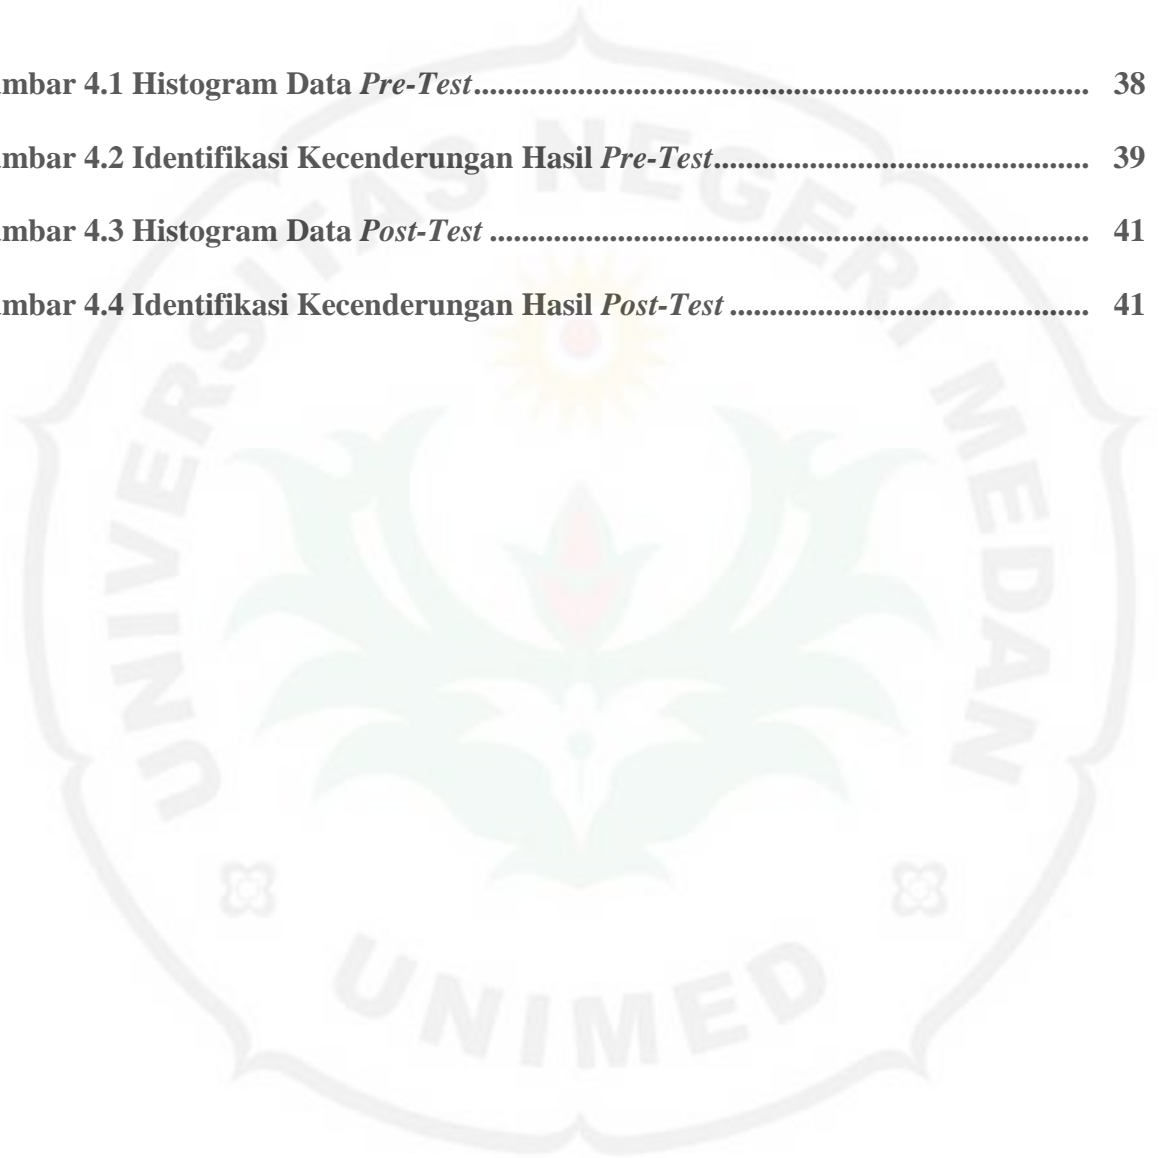 mbar 4.1 Histogram Data Pre-Test.............................................................................. 38
mbar 4.2 Identifikasi Kecenderungan Hasil Pre-Test............................................... 39
mbar 4.3 Histogram Data Post-Test ............................................................................ 41
mbar 4.4 Identifikasi Kecenderungan Hasil Post-Test ............................................. 41
UNIVERSITAS NEGERI MEDAN
UNIMED